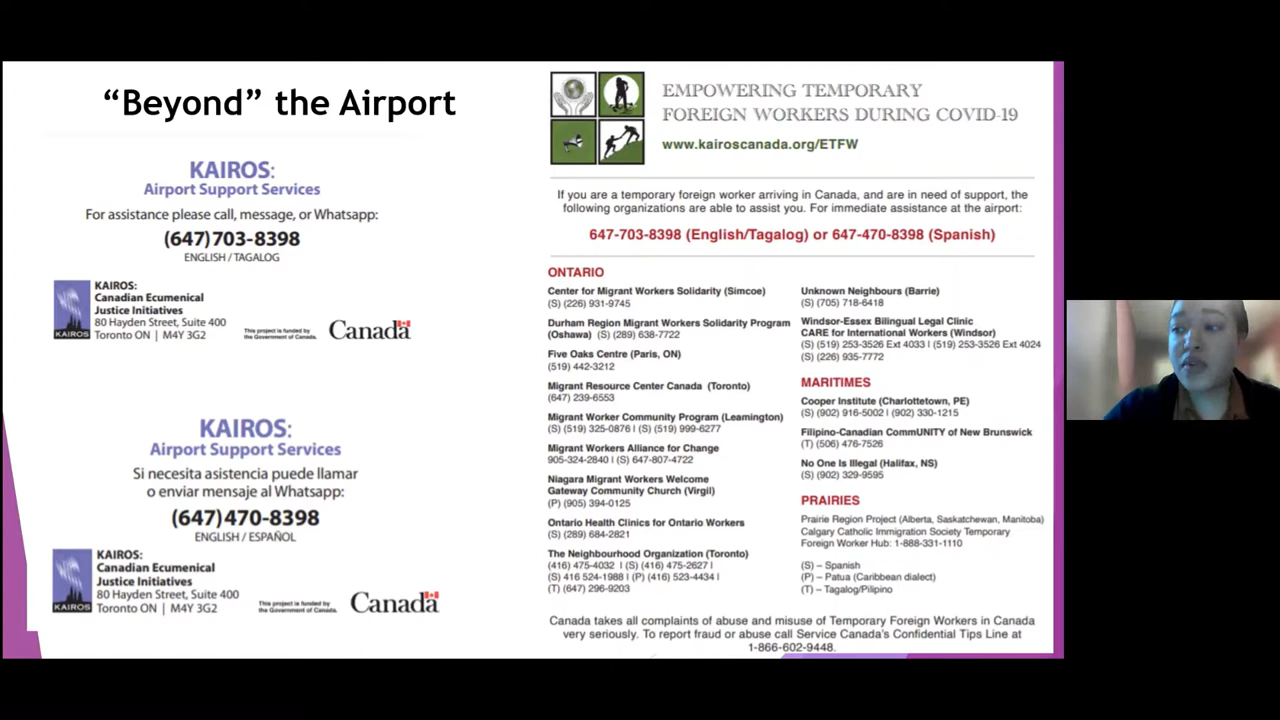 “Beyond” the Airport
KAIROS:
Airport Support Services
For assistance please call, message, or Whatsapp:
(647)703-8398
ENGLISH / TAGALOG
KAIROS
KAIROS:
Canadian Ecumenical
Justice Initiatives
80 Hayden Street, Suite 400
Toronto ON | M4Y 3G2
This project is funded by
the Government of Canada.
Canada
KAIROS:
Airport Support Services
Si necesita asistencia puede llamar
o enviar mensaje al Whatsapp:
(647)470-8398
ENGLISH / ESPAÑOL
KAIROS
KAIROS:
Canadian Ecumenical
Justice Initiatives
80 Hayden Street, Suite 400
Toronto ON | M4Y 3G2
This project is funded by
the Government of Canada.
Canada
EMPOWERING TEMPORARY
FOREIGN WORKERS DURING COVID-19
www.kairoscanada.org/ETFW
If you are a temporary foreign worker arriving in Canada, and are in need of support, the
following organizations are able to assist you. For immediate assistance at the airport:
647-703-8398 (English/Tagalog) or 647-470-8398 (Spanish)
ONTARIO
Center for Migrant Workers Solidarity (Simcoe)
(S) (226) 931-9745
Durham Region Migrant Workers Solidarity Program
(Oshawa) (S) (289) 638-7722
Five Oaks Centre (Paris, ON)
(519) 442-3212
Migrant Resource Center Canada (Toronto)
(647) 239-6553
Migrant Worker Community Program (Leamington)
(S) (519) 325-0876 | (S) (519) 999-6277
Migrant Workers Alliance for Change
905-324-2840 | (S) 647-807-4722
Niagara Migrant Workers Welcome
Gateway Community Church (Virgil)
(P) (905) 394-0125
Ontario Health Clinics for Ontario Workers
(S) (289) 684-2821
The Neighbourhood Organization (Toronto)
(416) 475-4032 | (S) (416) 475-2627 |
(S) 416 524-1988 | (P) (416) 523-4434 |
(T) (647) 296-9203
Unknown Neighbours (Barrie)
(S) (705) 718-6418
Windsor-Essex Bilingual Legal Clinic
CARE for International Workers (Windsor)
(S) (519) 253-3526 Ext 4033 | (519) 253-3526 Ext 4024
(S) (226) 935-7772
MARITIMES
Cooper Institute (Charlottetown, PE)
(S) (902) 916-5002 | (902) 330-1215
Filipino-Canadian CommUNITY of New Brunswick
(T) (506) 476-7526
No One Is Illegal (Halifax, NS)
(S) (902) 329-9595
PRAIRIES
Prairie Region Project (Alberta, Saskatchewan, Manitoba)
Calgary Catholic Immigration Society Temporary
Foreign Worker Hub: 1-888-331-1110
(S) – Spanish
(P) – Patua (Caribbean dialect)
(T) – Tagalog/Pilipino
Canada takes all complaints of abuse and misuse of Temporary Foreign Workers in Canada
very seriously. To report fraud or abuse call Service Canada's Confidential Tips Line at
1-866-602-9448.